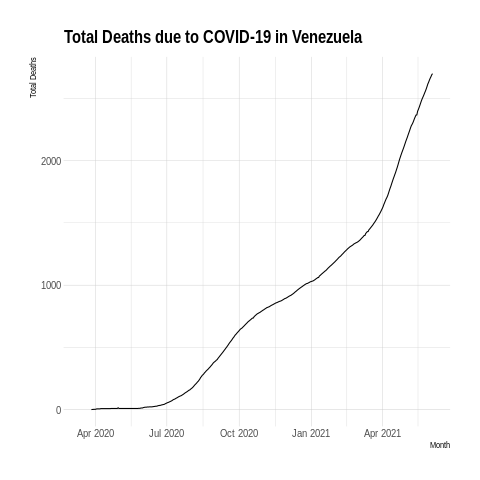 Total Deaths due to COVID-19 in Venezuela
Total Deaths
2000
1000
0
Apr 2020 Jul 2020 Oct 2020 Jan 2021 Apr 2021
Month